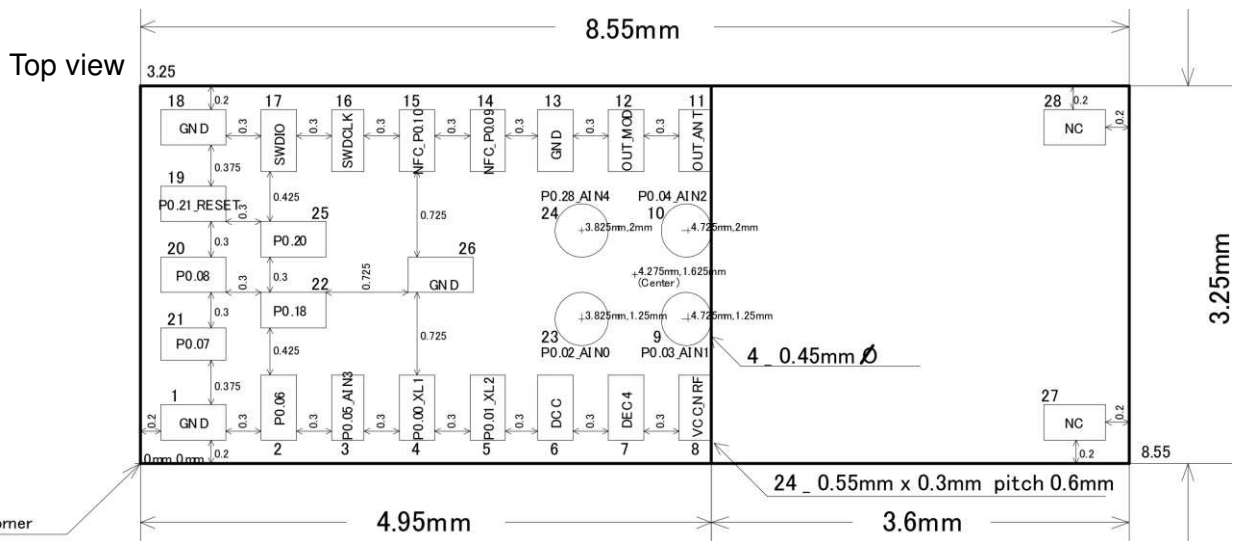 8.55mm
Top view
3.25
18 17 16 15 14 13 12 11 28
0.2 0.2
GND SWDIO SWDCLK NFC_P0.10 NFC_P0.09 GND OUT_MOD OUT_ANT NC
0.3 0.3 0.3 0.3 0.3 0.3 0.3 0.2
0.375
19
P0.21_RESET
0.3
0.425
0.725
P0.28_AIN4 P0.04_AIN2
24 10
3.825mm,2mm 4.725mm,2mm
25
P0.20
0.3
20
P0.08
0.3
0.3
0.725
26
GND
4.275mm,1.625mm
(Center)
3.25mm
22
P0.18
0.3
21
P0.07
0.425
0.725
3.825mm,1.25mm 4.725mm,1.25mm
23 9
P0.02_AIN0 P0.03_AIN1
4 _ 0.45mm Ø
0.375
1
GND P0.06 P0.05_AIN3 P0.00_XL1 P0.01_XL2 DCC DEC4 VCC_NRF
0.2 0.3 0.3 0.3 0.3 0.3 0.3 0.3
27
NC
0.2
0.2
0mm,0mm 0.2 2 3 4 5 6 7 8 8.55
24 _ 0.55mm x 0.3mm pitch 0.6mm
orner
4.95mm 3.6mm